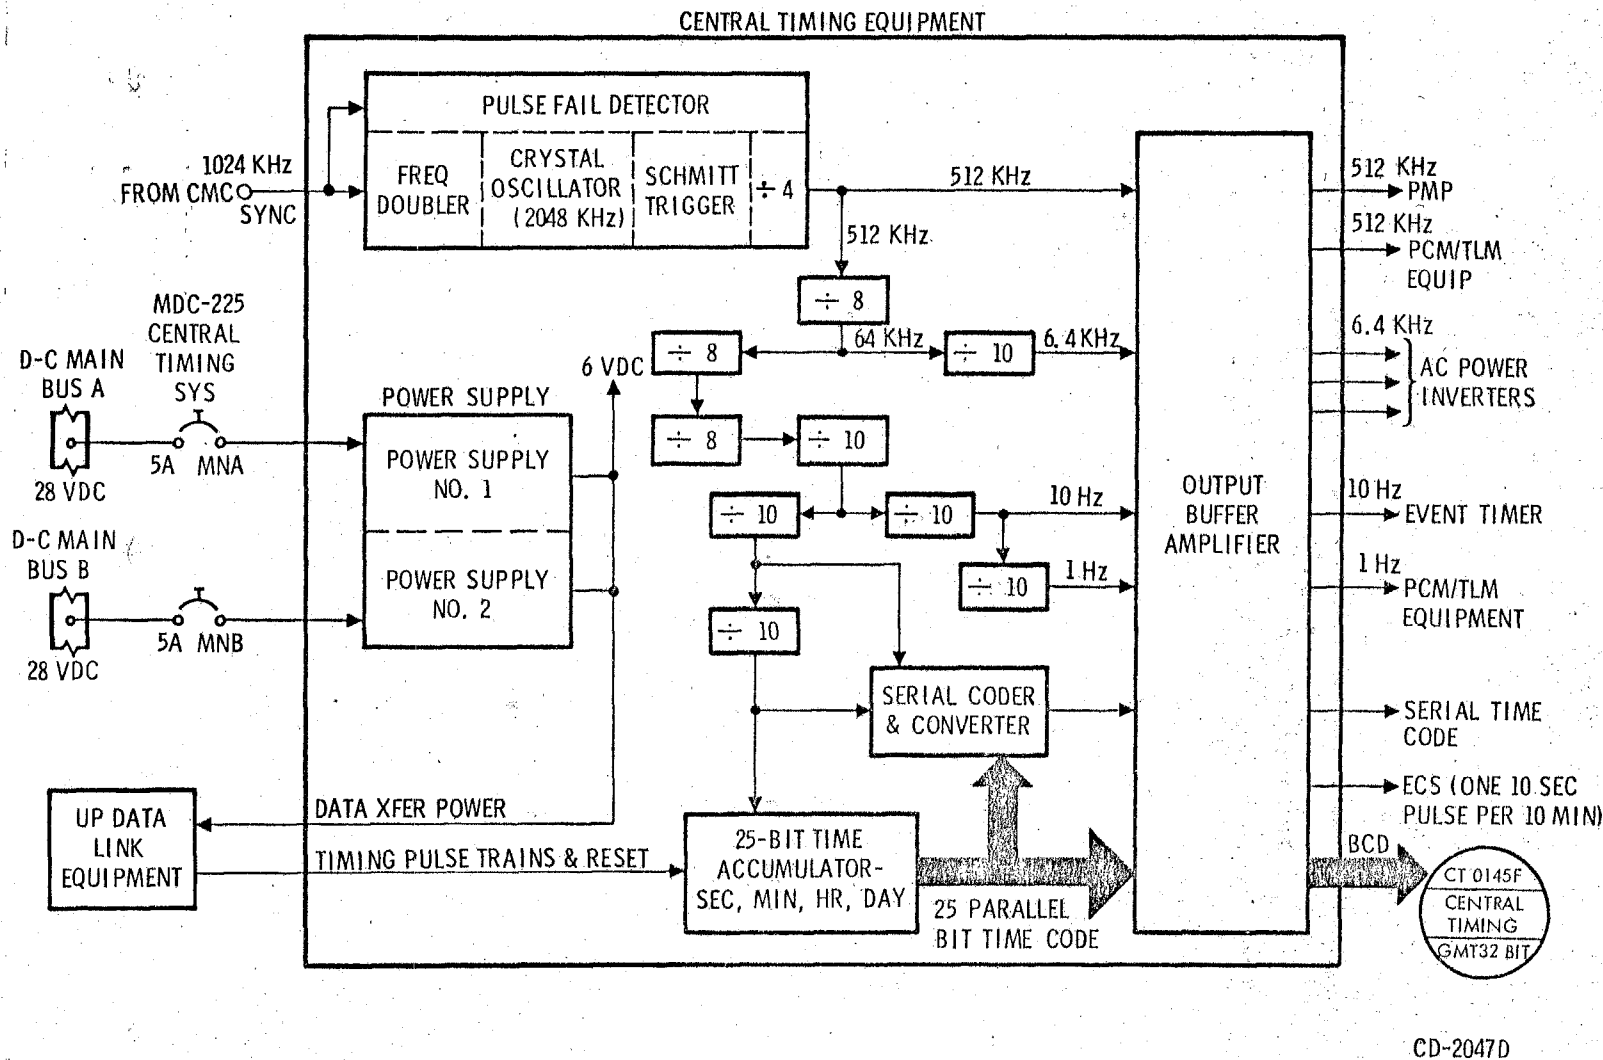 CENTRAL TIMING EQUIPMENT
PULSE FAIL DETECTOR
1024 KHz
FROM CMC
SYNC
FREQ
DOUBLER
CRYSTAL
OSCILLATOR
(2048 KHz)
SCHMITT
TRIGGER
÷ 4
512 KHz
512 KHz
÷ 8
64 KHz
÷ 8
÷ 10
6.4 KHz
÷ 8
÷ 10
÷ 10
÷ 10
10 Hz
÷ 10
1 Hz
÷ 10
MDC-225
CENTRAL
TIMING
SYS
D-C MAIN
BUS A
5A MNA
28 VDC
D-C MAIN
BUS B
5A MNB
28 VDC
6 VDC
POWER SUPPLY
POWER SUPPLY
NO. 1
POWER SUPPLY
NO. 2
SERIAL CODER
& CONVERTER
UP DATA
LINK
EQUIPMENT
DATA XFER POWER
TIMING PULSE TRAINS & RESET
25-BIT TIME
ACCUMULATOR-
SEC, MIN, HR, DAY
25 PARALLEL
BIT TIME CODE
OUTPUT
BUFFER
AMPLIFIER
512 KHz
PMP
512 KHz
PCM/TLM
EQUIP
6.4 KHz
AC POWER
INVERTERS
10 Hz
EVENT TIMER
1 Hz
PCM/TLM
EQUIPMENT
SERIAL TIME
CODE
ECS (ONE 10 SEC
PULSE PER 10 MIN)
BCD
CT 0145F
CENTRAL
TIMING
GMT32 BIT
CD-2047D